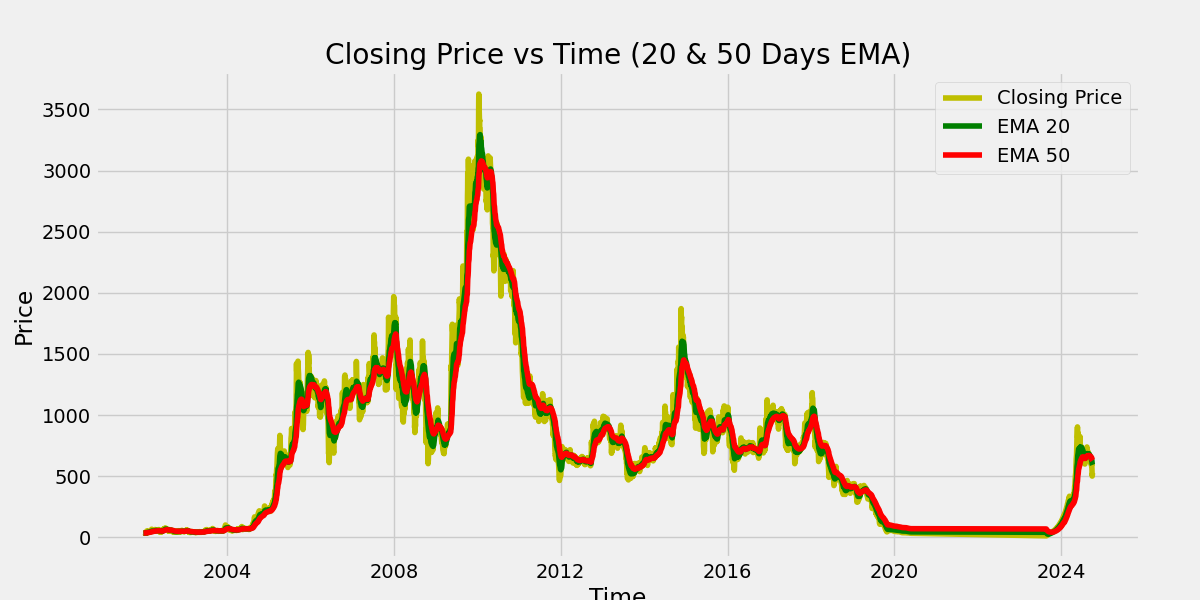 Closing Price vs Time (20 & 50 Days EMA)
Closing Price
EMA 20
EMA 50
Price
3500
3000
2500
2000
1500
1000
500
0
2004 2008 2012 2016 2020 2024
Time